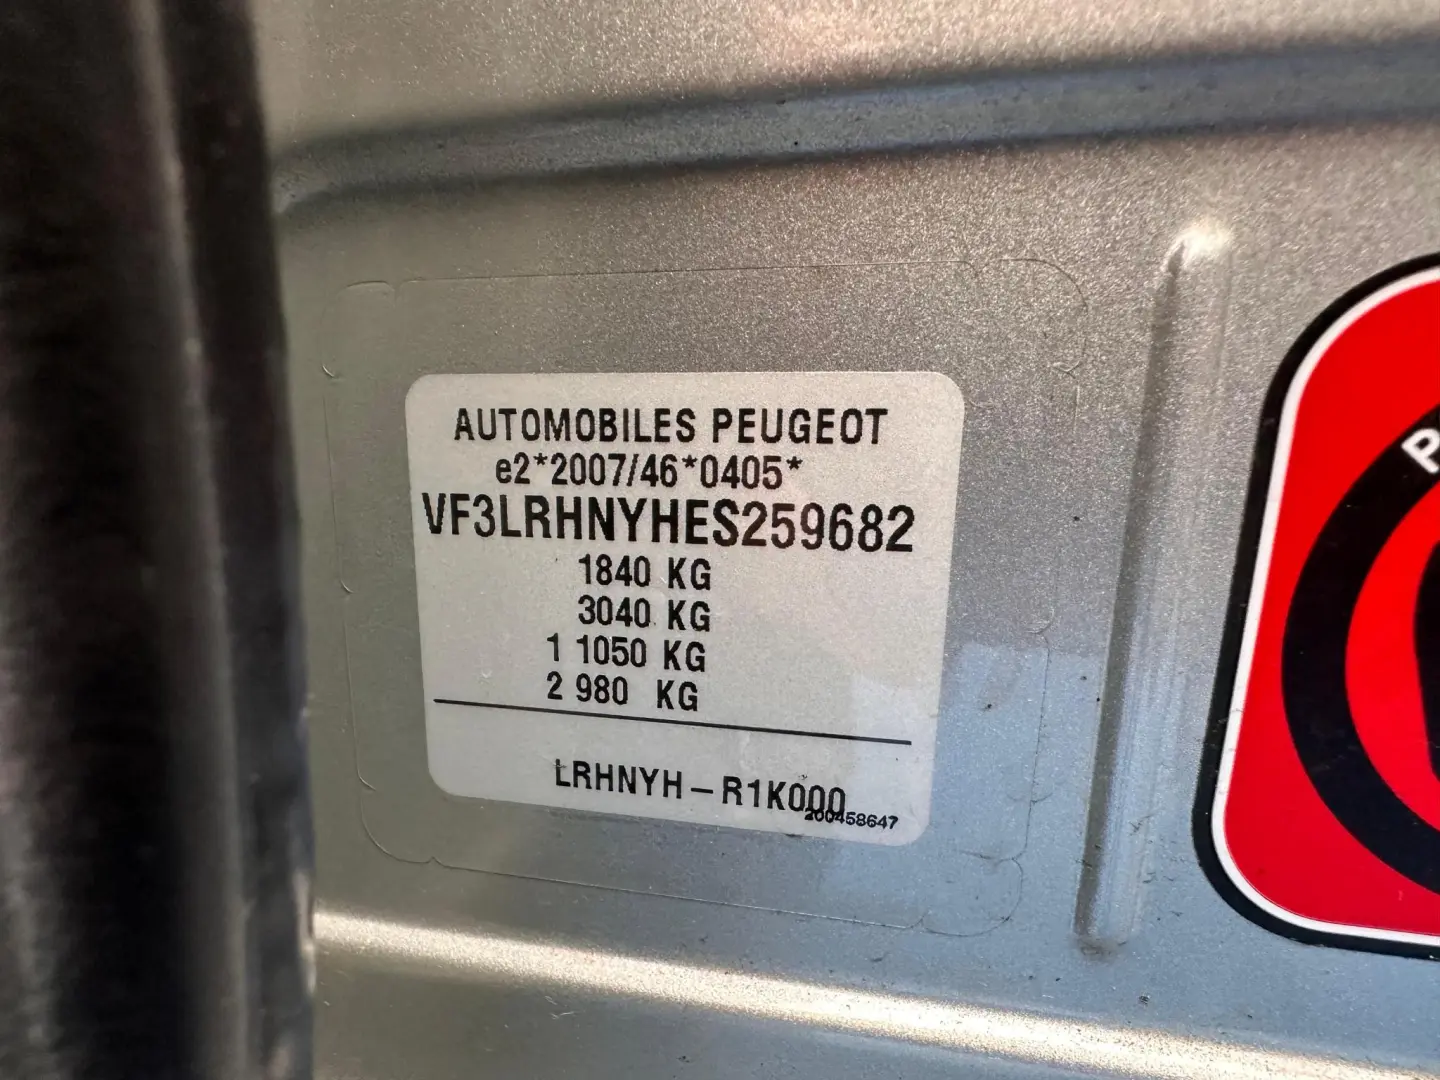 AUTOMOBILES PEUGEOT
e2*2007/46*0405*
VF3LRHNYHES259682
1840 KG
3040 KG
1 1050 KG
2 980 KG
LRHNYH-R1K000
200458647
P